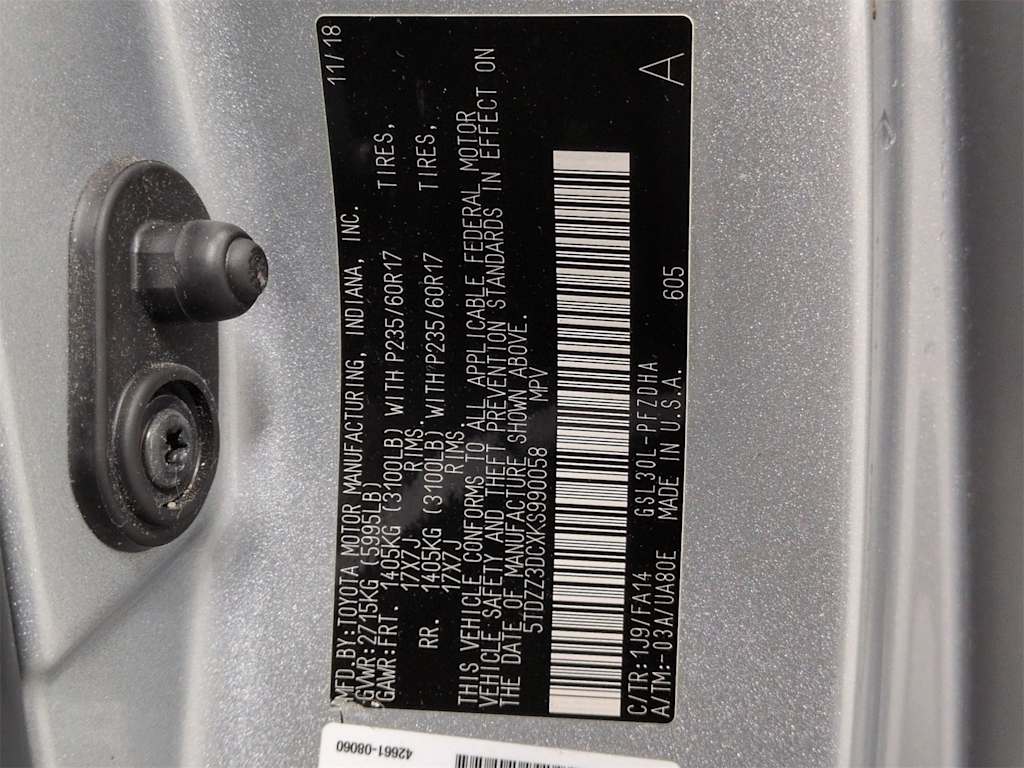 MFD.BY:TOYOTA MOTOR MANUFACTURING, INDIANA, INC. 11/18
GVWR:2715KG (5995LB)
GAWR:FRT. 1405KG (3100LB) WITH P235/60R17 TIRES,
17X7J RIMS.
RR. 1405KG (3100LB) WITH P235/60R17 TIRES,
17X7J RIMS
THIS VEHICLE CONFORMS TO ALL APPLICABLE FEDERAL MOTOR
VEHICLE SAFETY AND THEFT PREVENTION STANDARDS IN EFFECT ON
THE DATE OF MANUFACTURE SHOWN ABOVE.
5TDZZ3DCXKS990058 MPV
C/TR:1J9/FA14 GSL30L-PFZDHA 605 A
A/TM:-03A/UA80E MADE IN U.S.A.
42661-08060